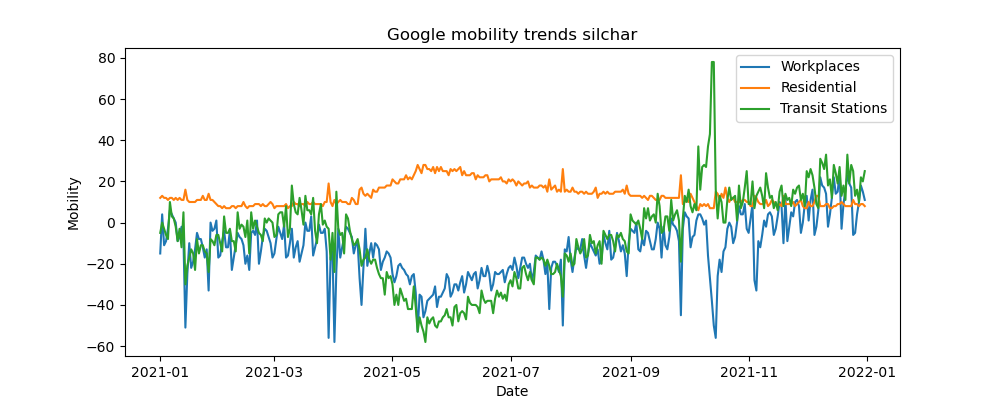 Google mobility trends silchar
Workplaces
Residential
Transit Stations
80
60
40
20
0
−20
−40
−60
Mobliity
2021-01
2021-03
2021-05
2021-07
2021-09
2021-11
2022-01
Date